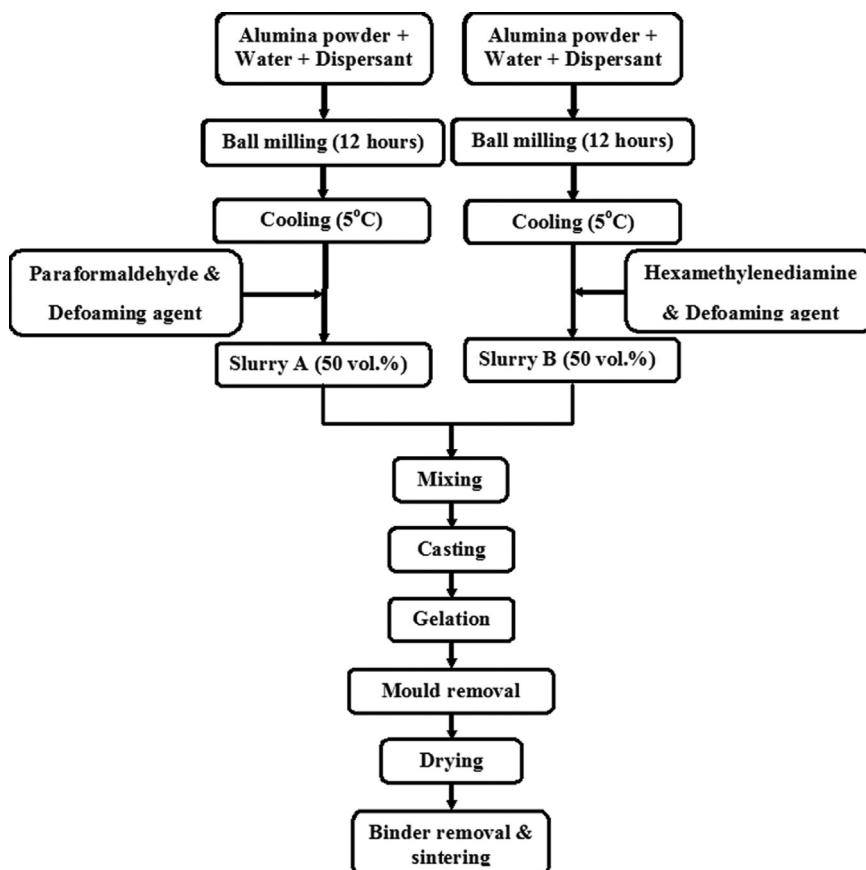 Alumina powder +
Water + Dispersant
Alumina powder +
Water + Dispersant
Ball milling (12 hours)
Ball milling (12 hours)
Cooling (5°C)
Cooling (5°C)
Paraformaldehyde &
Defoaming agent
Hexamethylenediamine
& Defoaming agent
Slurry A (50 vol.%)
Slurry B (50 vol.%)
Mixing
Casting
Gelation
Mould removal
Drying
Binder removal &
sintering